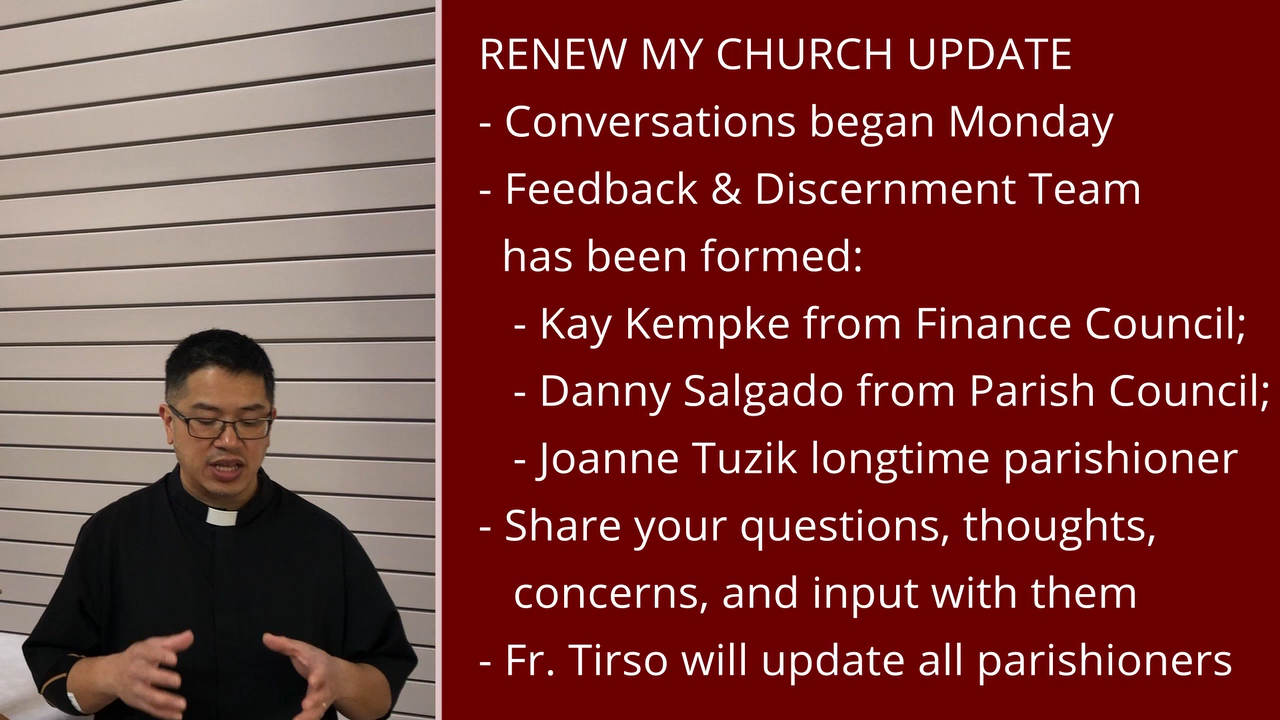 RENEW MY CHURCH UPDATE
- Conversations began Monday
- Feedback & Discernment Team
has been formed:
- Kay Kempke from Finance Council;
- Danny Salgado from Parish Council;
- Joanne Tuzik longtime parishioner
- Share your questions, thoughts,
concerns, and input with them
- Fr. Tirso will update all parishioners